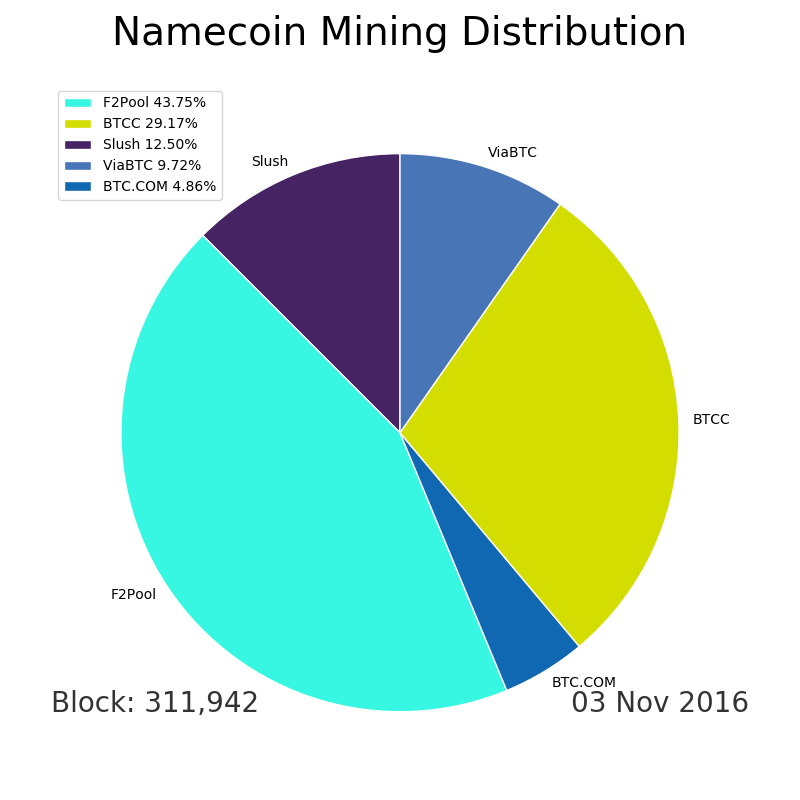 Namecoin Mining Distribution
F2Pool 43.75%
BTCC 29.17%
Slush 12.50%
ViaBTC 9.72%
BTC.COM 4.86%
Slush
ViaBTC
BTCC
F2Pool
BTC.COM
Block: 311,942
03 Nov 2016